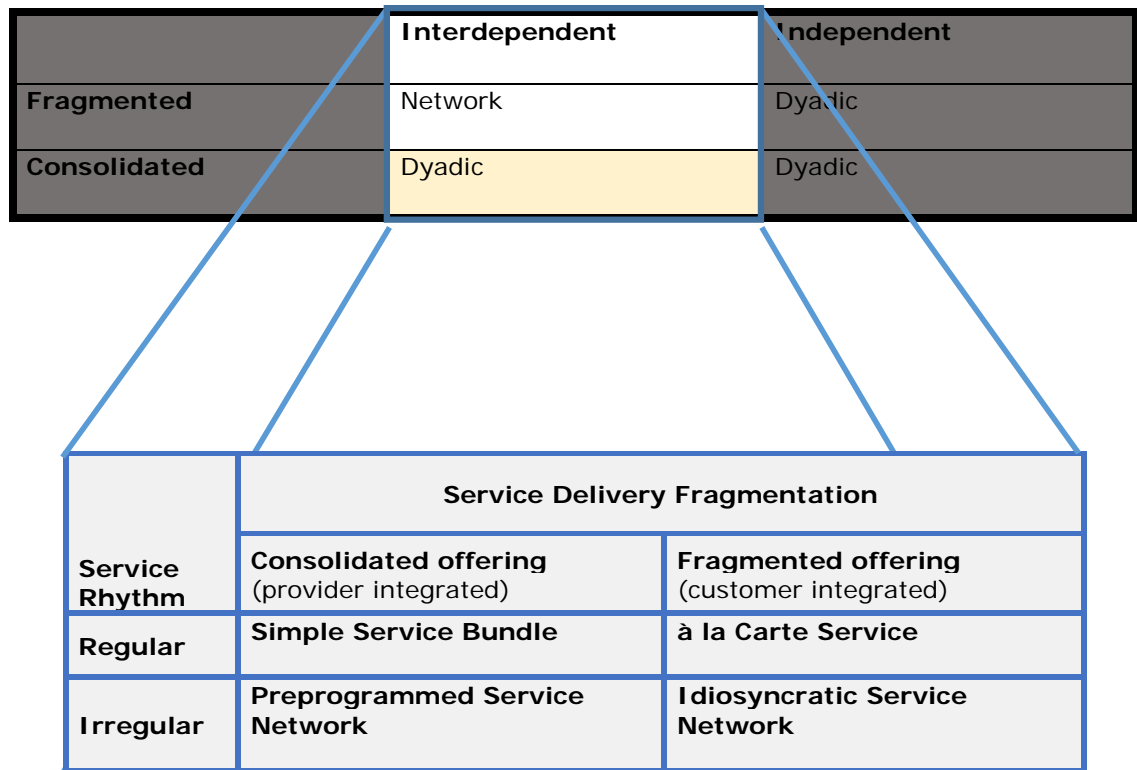 Interdependent Independent
Fragmented Network Dyadic
Consolidated Dyadic Dyadic
Service Delivery Fragmentation
Service
Rhythm
Consolidated offering
(provider integrated)
Fragmented offering
(customer integrated)
Regular
Simple Service Bundle
à la Carte Service
Irregular
Preprogrammed Service
Network
Idiosyncratic Service
Network